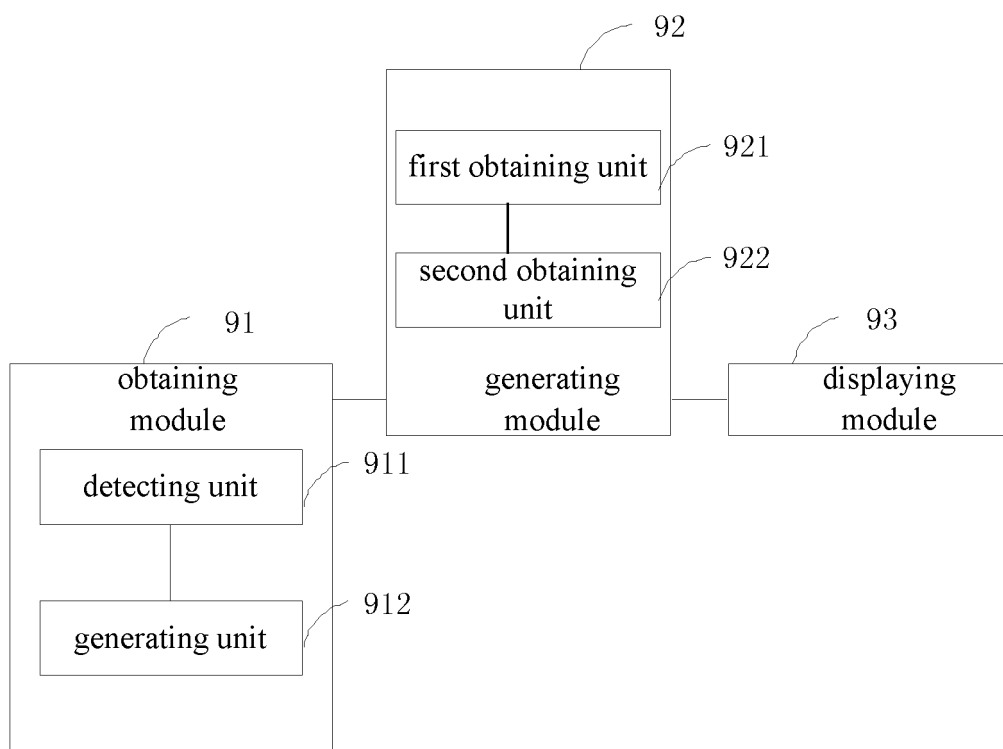 92
first obtaining unit
921
second obtaining
unit
922
generating
module
91
obtaining
module
detecting unit
911
generating unit
912
93
displaying
module